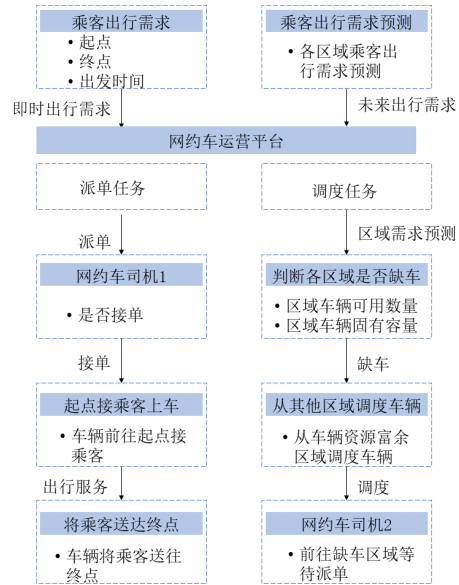 乘客出行需求
• 起点
• 终点
• 出发时间
乘客出行需求预测
• 各区域乘客出
行需求预测
即时出行需求
未来出行需求
网约车运营平台
派单任务
调度任务
派单
区域需求预测
网约车司机1
• 是否接单
判断各区域是否缺车
• 区域车辆可用数量
• 区域车辆固有容量
接单
缺车
起点接乘客上车
• 车辆前往起点接
乘客
从其他区域调度车辆
• 从车辆资源富余
区域调度车辆
出行服务
调度
将乘客送达终点
• 车辆将乘客送往
终点
网约车司机2
• 前往缺车区域等
待派单